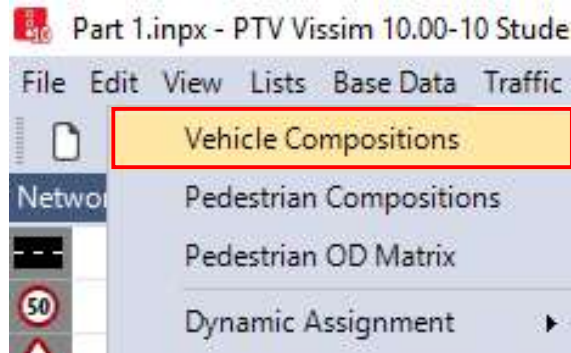 Part 1.inpx - PTV Vissim 10.00-10 Stude
File Edit View Lists Base Data Traffic
Vehicle Compositions
Netwo
Pedestrian Compositions
Pedestrian OD Matrix
50
Dynamic Assignment